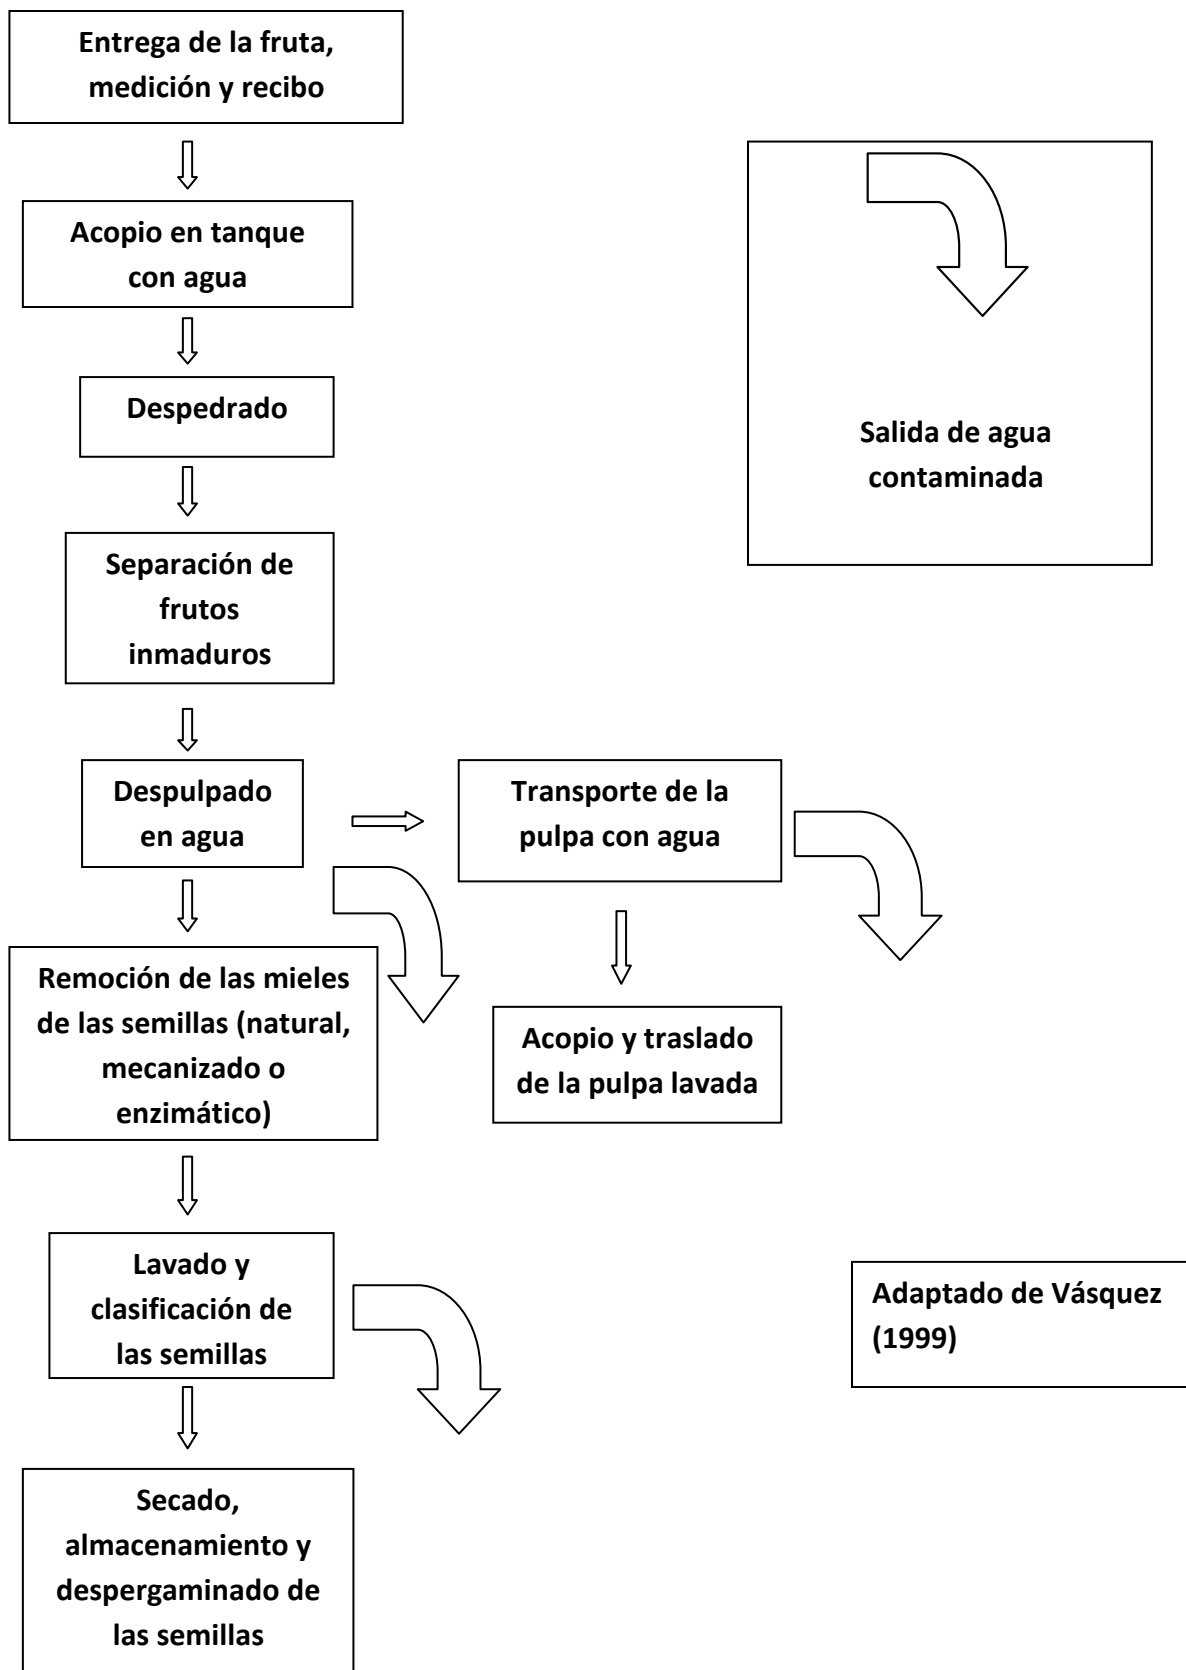 Entrega de la fruta,
medición y recibo
Acopio en tanque
con agua
Despedrado
Salida de agua
contaminada
Separación de
frutos
inmaduros
Despulpado
en agua
Transporte de la
pulpa con agua
Remoción de las mieles
de las semillas (natural,
mecanizado o
enzimático)
Acopio y traslado
de la pulpa lavada
Lavado y
clasificación de
las semillas
Adaptado de Vásquez
(1999)
Secado,
almacenamiento y
despergaminado de
las semillas